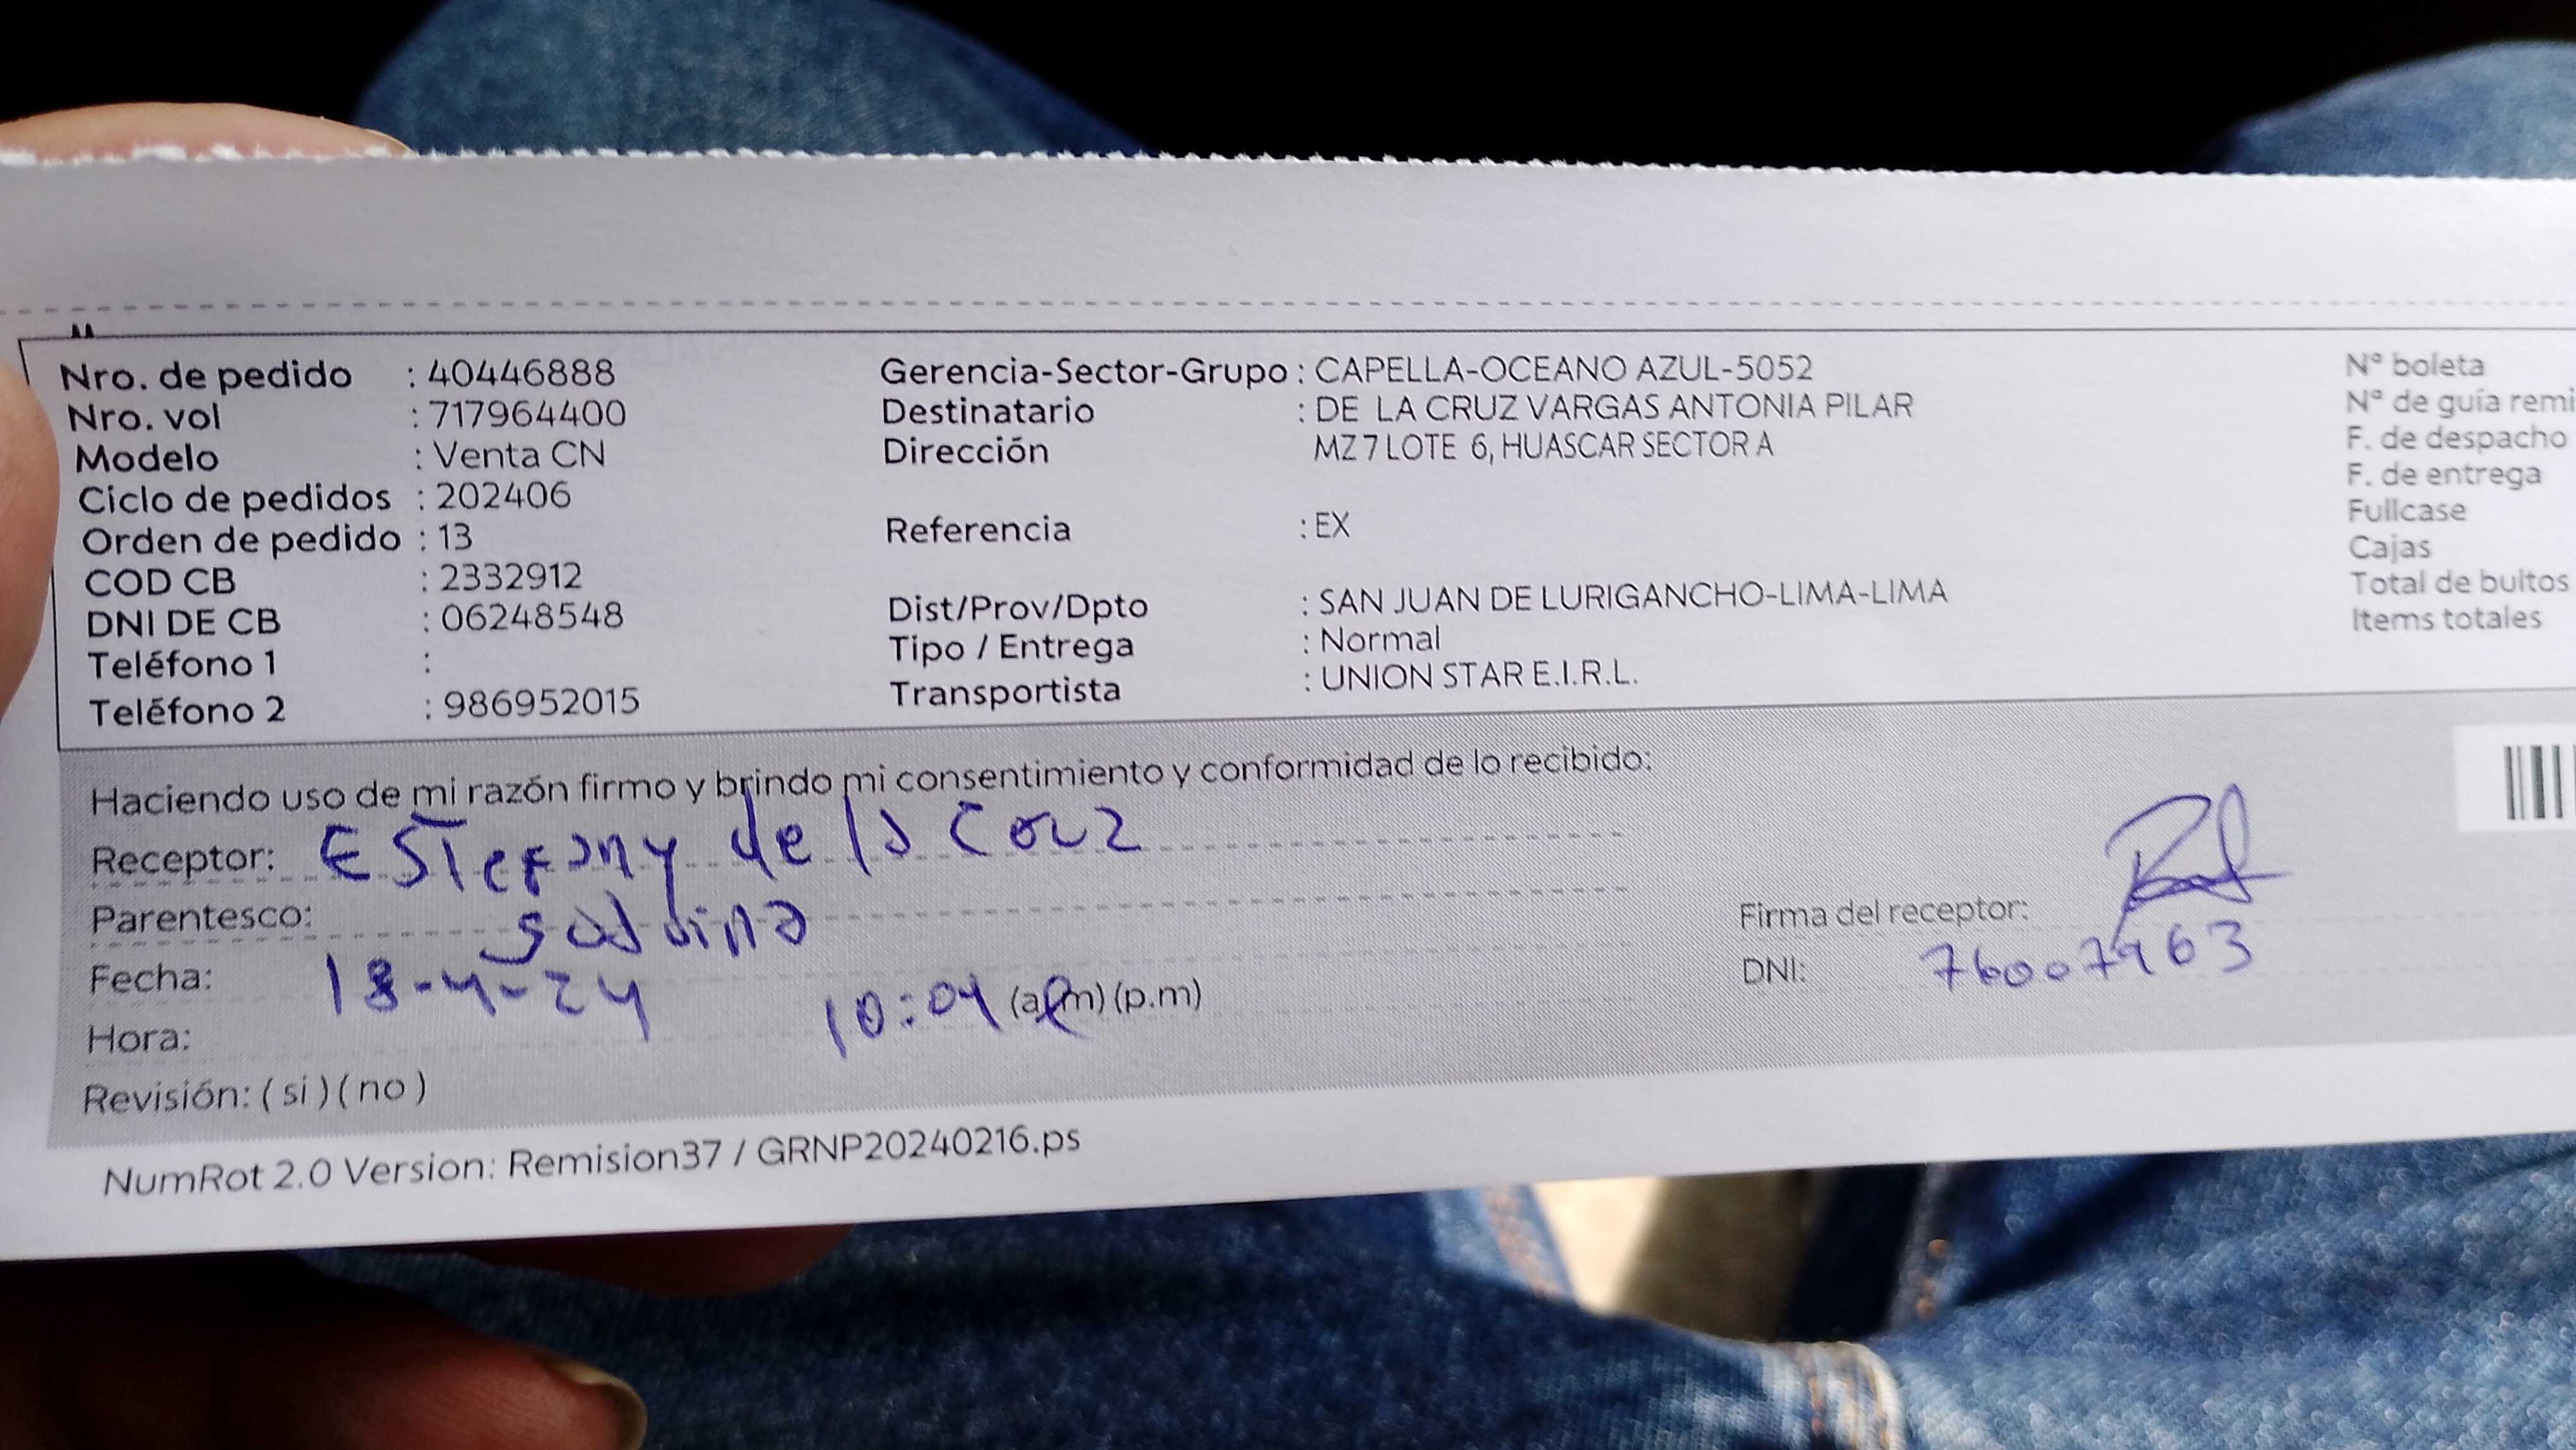 Nro. de pedido : 40446888
Nro. vol : 717964400
Modelo : Venta CN
Ciclo de pedidos : 202406
Orden de pedido : 13
COD CB : 2332912
DNI DE CB : 06248548
Teléfono 1 :
Teléfono 2 : 986952015
Gerencia-Sector-Grupo : CAPELLA-OCEANO AZUL-5052
Destinatario : DE LA CRUZ VARGAS ANTONIA PILAR
Dirección MZ 7 LOTE 6, HUASCAR SECTOR A
Referencia : EX
Dist/Prov/Dpto : SAN JUAN DE LURIGANCHO-LIMA-LIMA
Tipo / Entrega : Normal
Transportista : UNION STAR E.I.R.L.
Nº boleta
Nº de guía remi
F. de despacho
F. de entrega
Fullcase
Cajas
Total de bultos
Items totales
Haciendo uso de mi razón firmo y brindo mi consentimiento y conformidad de lo recibido:
Receptor: ESTefany de la Cruz
Parentesco: sobrina
Fecha: 18-4-24
Hora: 10:04 (a.m) (p.m)
Revisión: ( si ) ( no )
Firma del receptor:
DNI: 76007963
NumRot 2.0 Version: Remision37 / GRNP20240216.ps